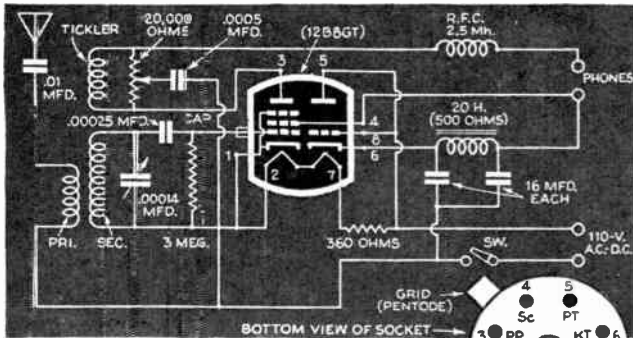 TICKLER
20,000 OHMS
.0005 MFD.
(12B8GT)
R.F.C. 2.5 Mh.
3
5
.01 MFD.
PHONES
.00025 MFD.
CAP
4
20 H. (500 OHMS)
8
1
6
2
7
.00014 MFD.
16 MFD. EACH
PRI.
SEC.
3 MEG.
360 OHMS
SW.
110-V. A.C.-D.C.
GRID (PENTODE)
4
5
Sc
PT
BOTTOM VIEW OF SOCKET
3
PP
KT
6